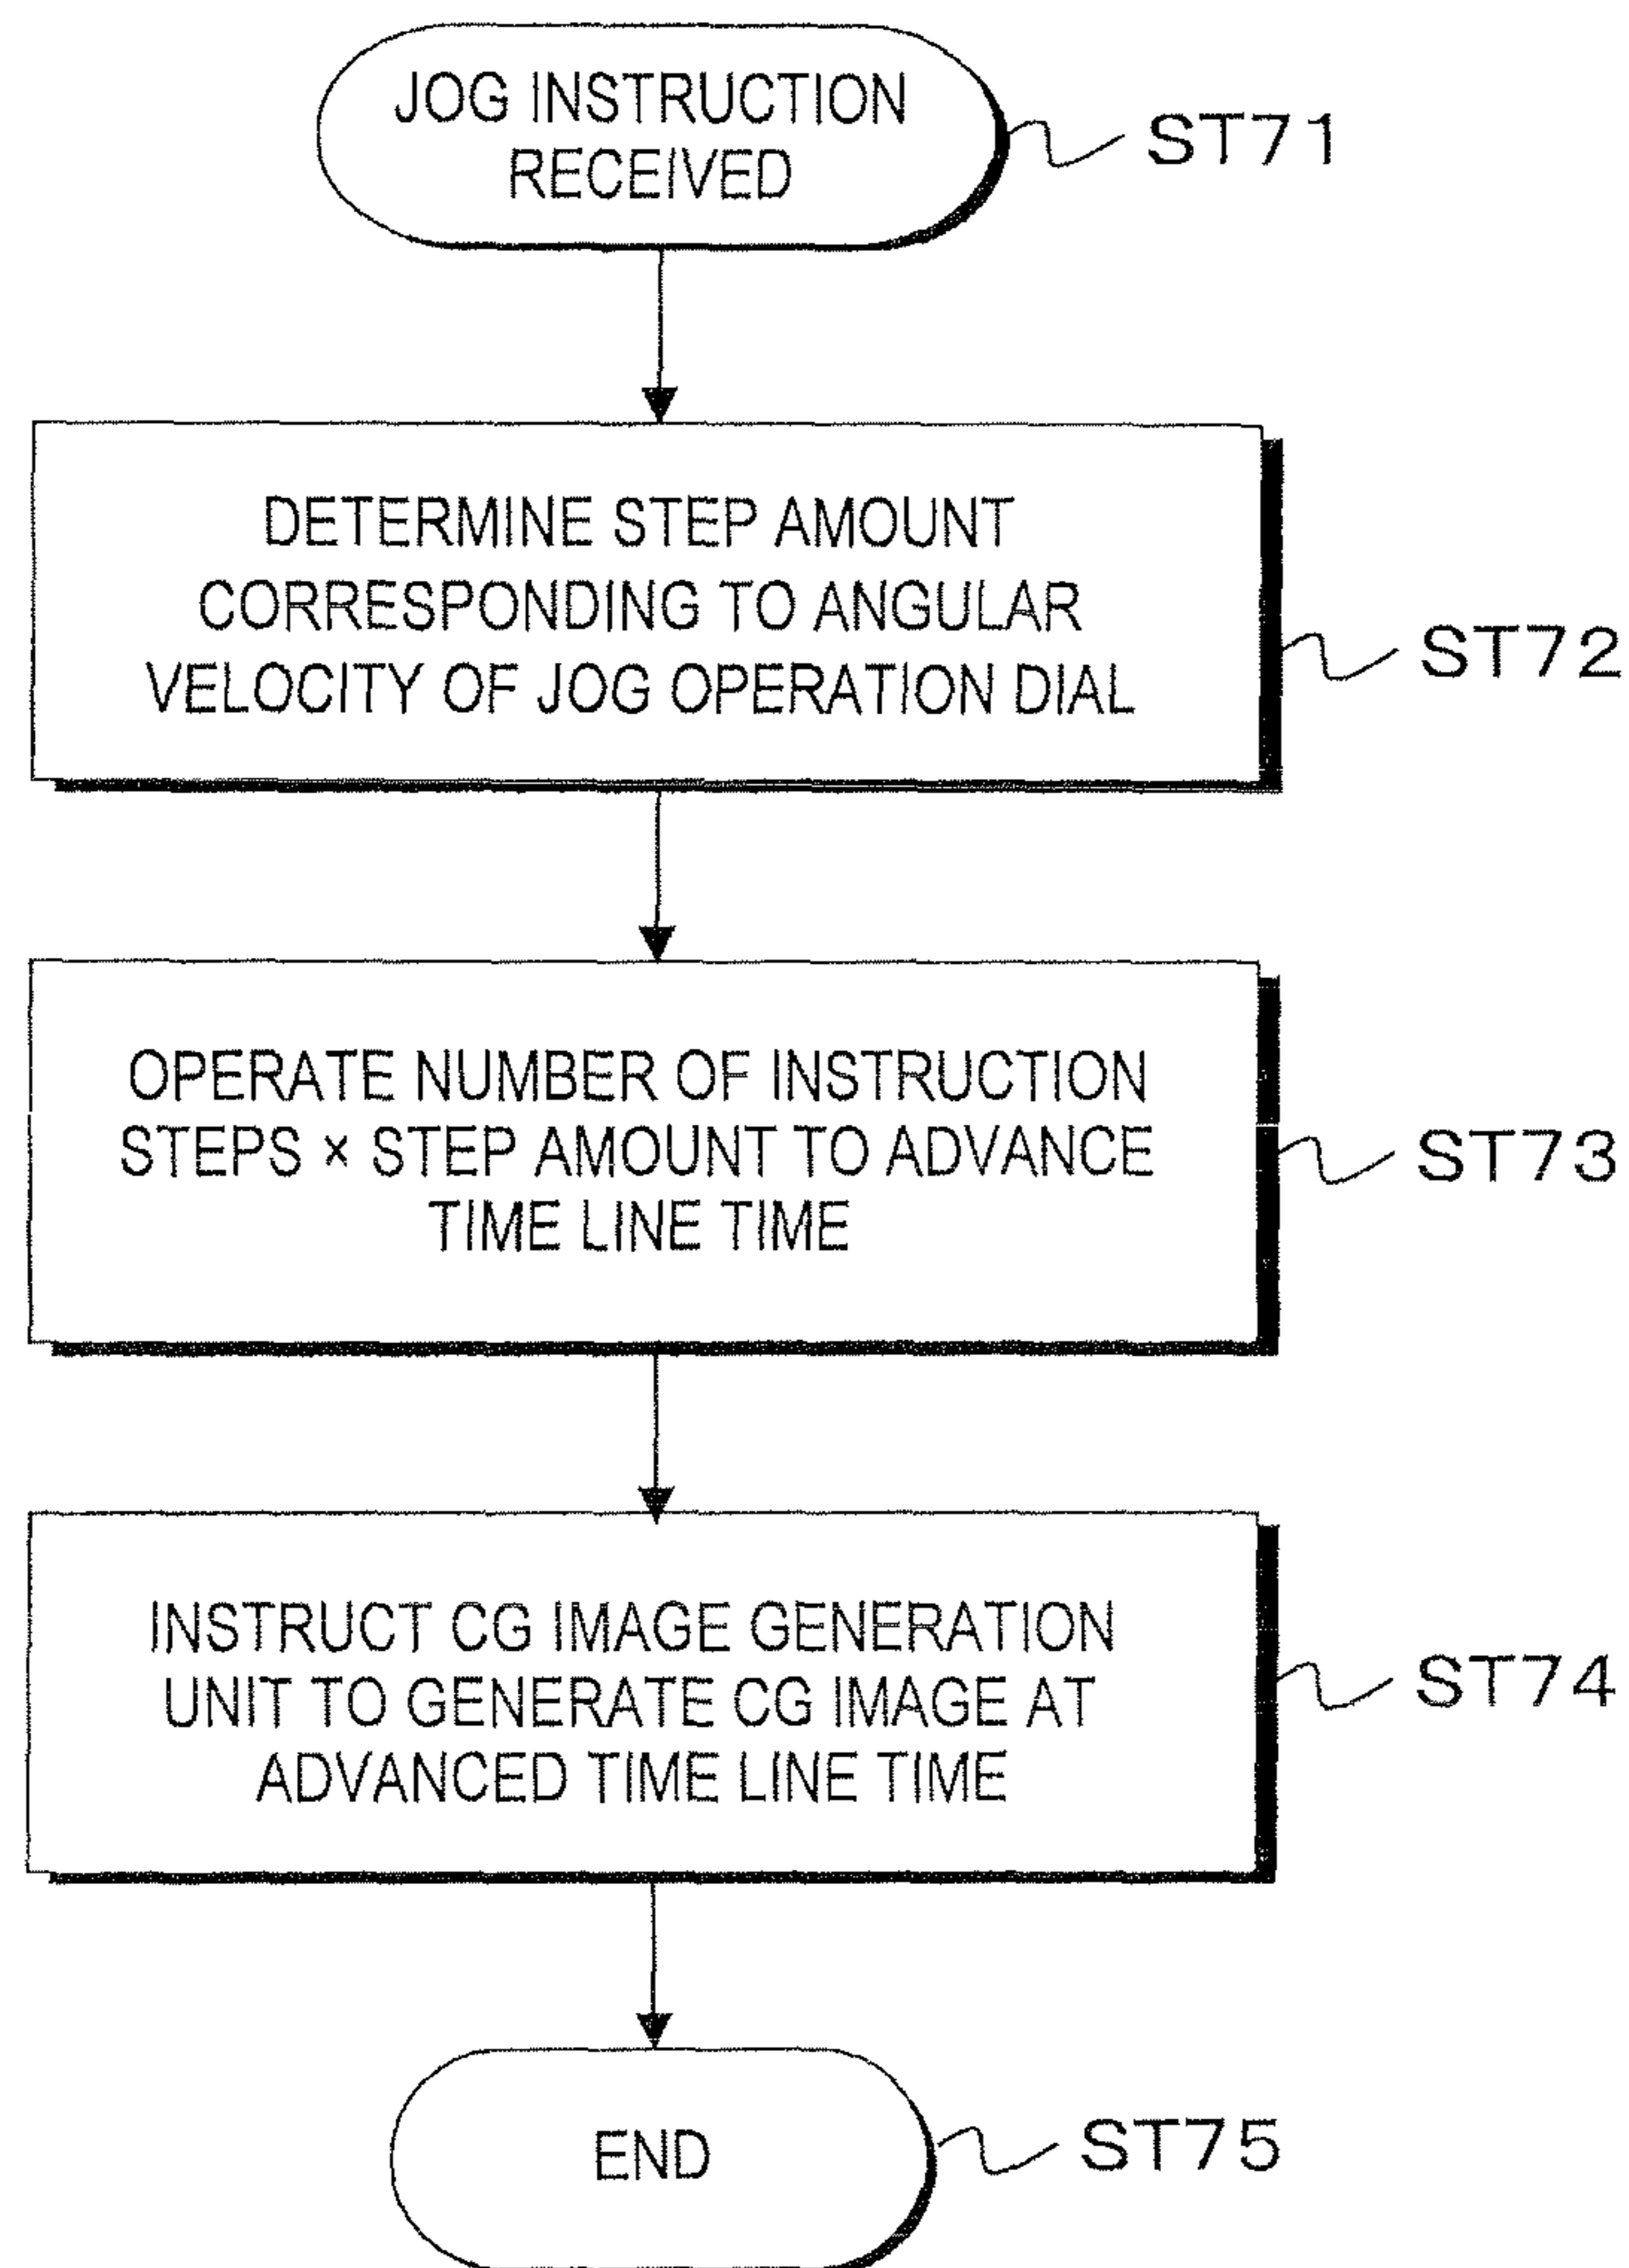 JOG INSTRUCTION
RECEIVED
ST71
DETERMINE STEP AMOUNT
CORRESPONDING TO ANGULAR
VELOCITY OF JOG OPERATION DIAL
ST72
OPERATE NUMBER OF INSTRUCTION
STEPS × STEP AMOUNT TO ADVANCE
TIME LINE TIME
ST73
INSTRUCT CG IMAGE GENERATION
UNIT TO GENERATE CG IMAGE AT
ADVANCED TIME LINE TIME
ST74
END
ST75